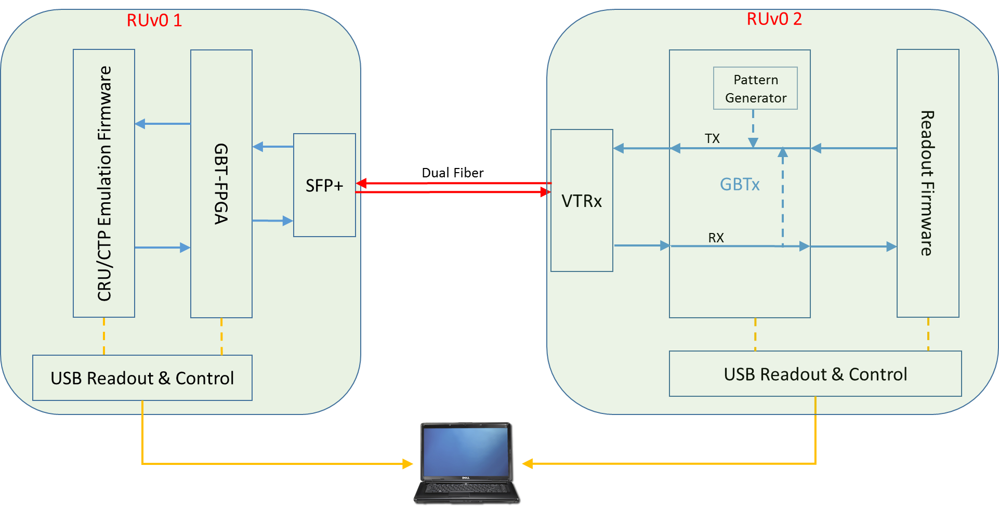 RUv0 1
RUv0 2
CRU/CTP Emulation Firmware
GBT-FPGA
SFP+
Dual Fiber
VTRx
Pattern
Generator
TX
GBTx
RX
Readout Firmware
USB Readout & Control
USB Readout & Control
DELL